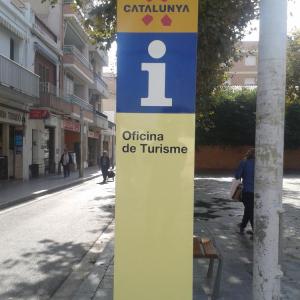 CATALUNYA
i
Oficina
de Turisme